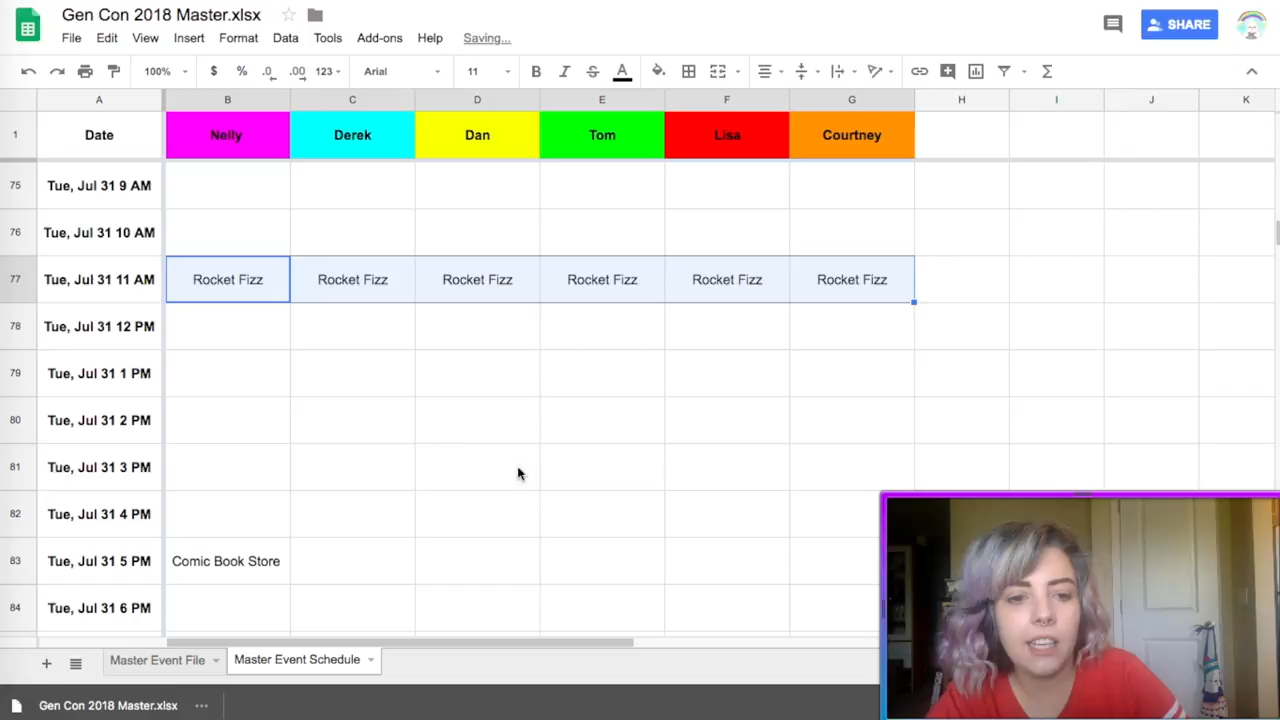 Gen Con 2018 Master.xlsx
File Edit View Insert Format Data Tools Add-ons Help Saving...
SHARE
100% $ % .0 .00 123 Arial 11 B I S A
A B C D E F G H I J K
1 Date Nelly Derek Dan Tom Lisa Courtney
75 Tue, Jul 31 9 AM
76 Tue, Jul 31 10 AM
77 Tue, Jul 31 11 AM Rocket Fizz Rocket Fizz Rocket Fizz Rocket Fizz Rocket Fizz Rocket Fizz
78 Tue, Jul 31 12 PM
79 Tue, Jul 31 1 PM
80 Tue, Jul 31 2 PM
81 Tue, Jul 31 3 PM
82 Tue, Jul 31 4 PM
83 Tue, Jul 31 5 PM Comic Book Store
84 Tue, Jul 31 6 PM
Master Event File Master Event Schedule
Gen Con 2018 Master.xlsx